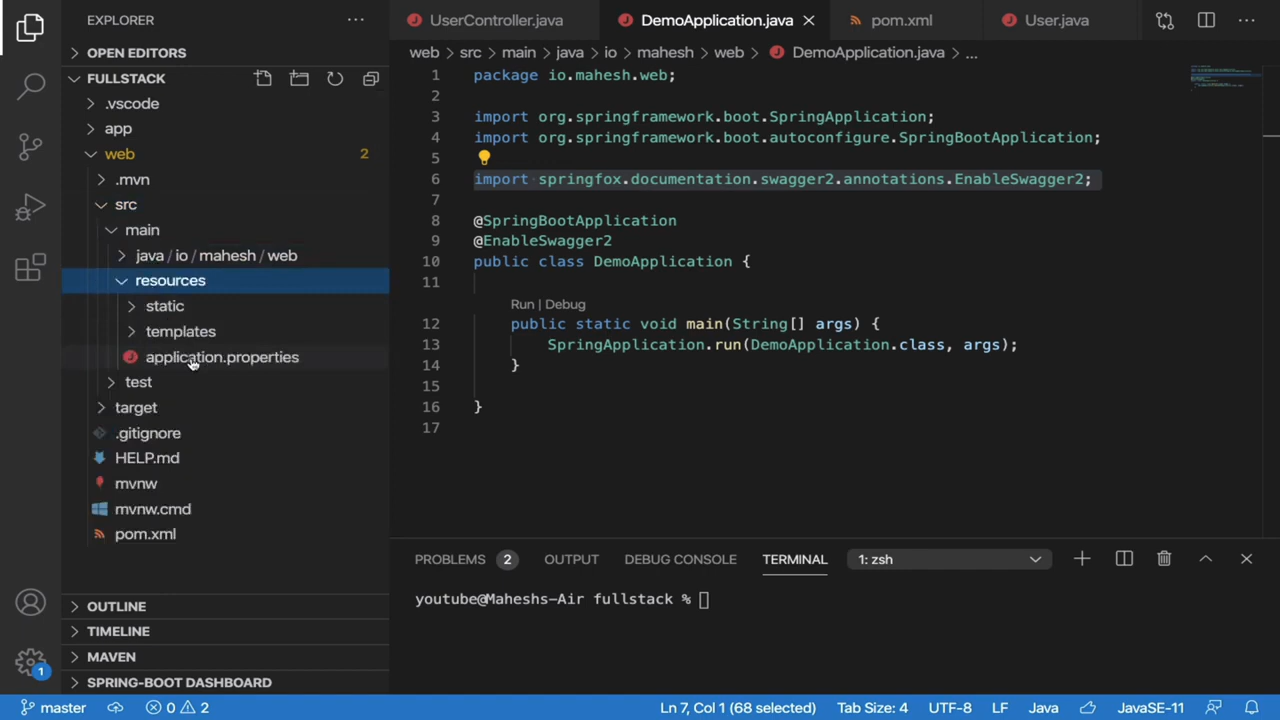 EXPLORER
OPEN EDITORS
FULLSTACK
.vscode
app
web 2
.mvn
src
main
java / io / mahesh / web
resources
static
templates
application.properties
test
target
.gitignore
HELP.md
mvnw
mvnw.cmd
pom.xml
OUTLINE
TIMELINE
MAVEN
SPRING-BOOT DASHBOARD
1
UserController.java DemoApplication.java pom.xml User.java
web > src > main > java > io > mahesh > web > DemoApplication.java > ...
1 package io.mahesh.web;
2
3 import org.springframework.boot.SpringApplication;
4 import org.springframework.boot.autoconfigure.SpringBootApplication;
5
6 import springfox.documentation.swagger2.annotations.EnableSwagger2;
7
8 @SpringBootApplication
9 @EnableSwagger2
10 public class DemoApplication {
11
Run | Debug
12 public static void main(String[] args) {
13 SpringApplication.run(DemoApplication.class, args);
14 }
15
16 }
17
PROBLEMS 2 OUTPUT DEBUG CONSOLE TERMINAL 1: zsh
youtube@Maheshs-Air fullstack %
master 0 2 Ln 7, Col 1 (68 selected) Tab Size: 4 UTF-8 LF Java JavaSE-11